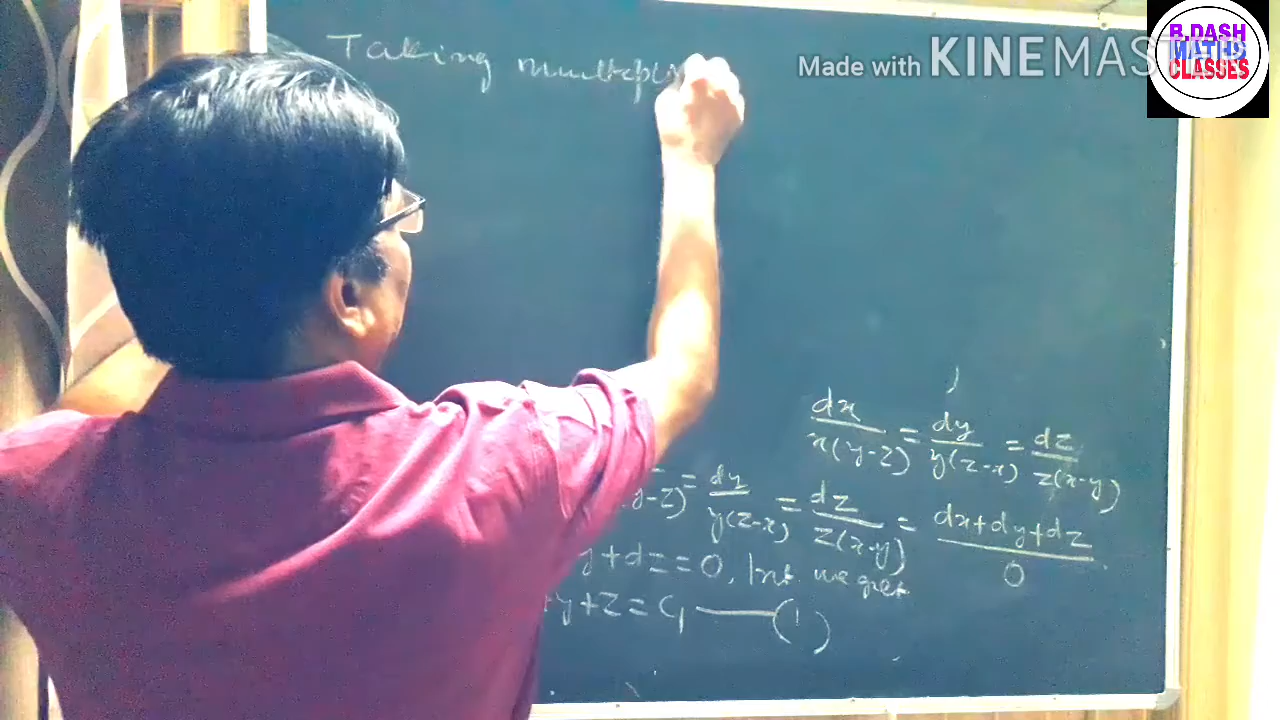 Taking multipli
B.DASH
MATHS
CLASSES
Made with KINEMASTER
dx/x(y-z) = dy/y(z-x) = dz/z(x-y)
y-z) = dy/y(z-x) = dz/z(x-y) = dx+dy+dz/0
y+dz=0, Int. we get
+y+z=C₁ —(1)